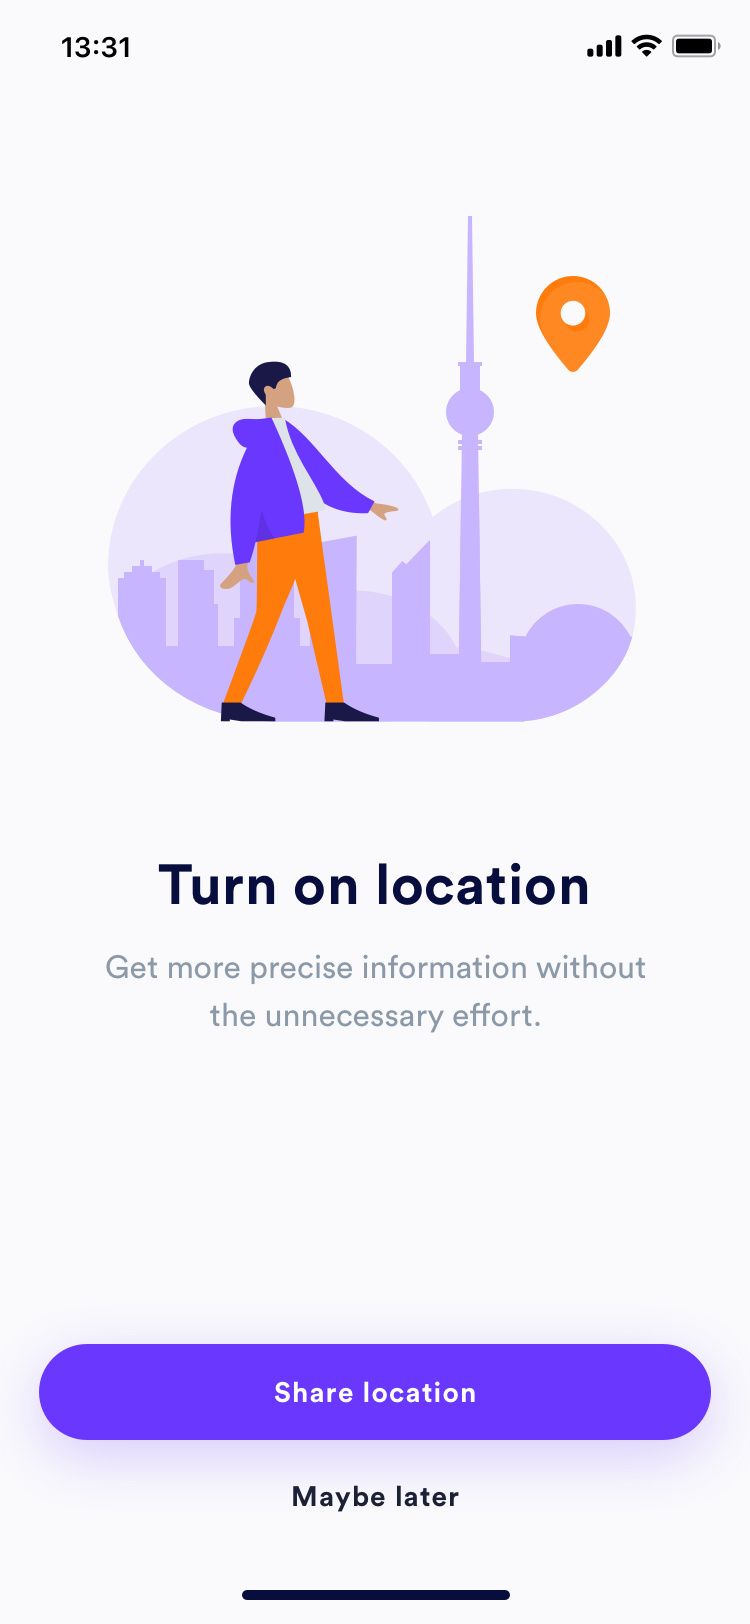 13:31
Turn on location
Get more precise information without
the unnecessary effort.
Share location
Maybe later